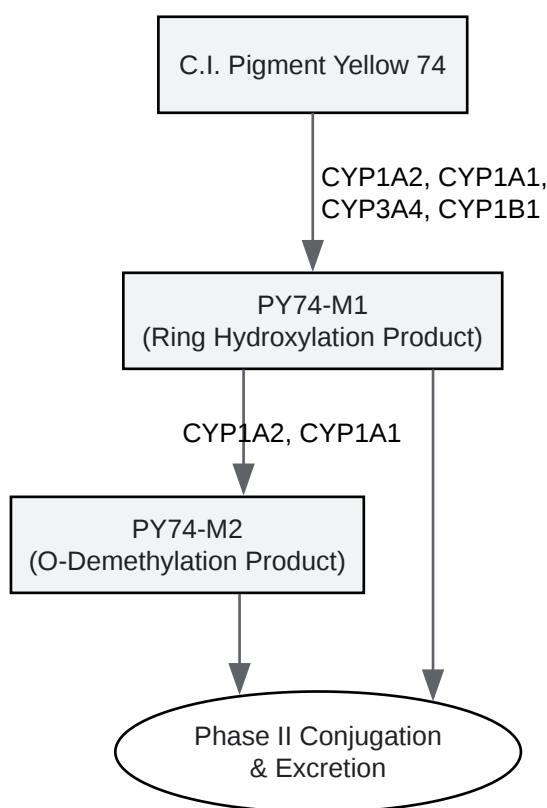 C.I. Pigment Yellow 74
CYP1A2, CYP1A1,
CYP3A4, CYP1B1
PY74-M1
(Ring Hydroxylation Product)
CYP1A2, CYP1A1
PY74-M2
(O-Demethylation Product)
Phase II Conjugation
& Excretion